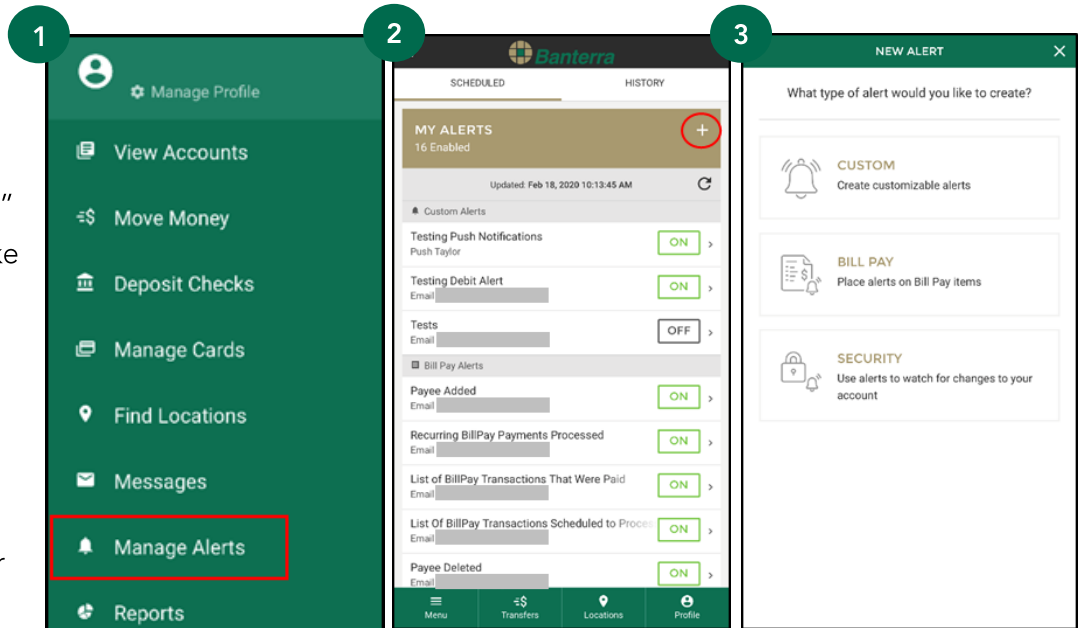 1
Manage Profile
View Accounts
"
Move Money
ke
Deposit Checks
Manage Cards
Find Locations
Messages
Manage Alerts
r
Reports
2
Banterra
SCHEDULED HISTORY
MY ALERTS +
16 Enabled
Updated: Feb 18, 2020 10:13:45 AM
Custom Alerts
Testing Push Notifications ON
Push Taylor
Testing Debit Alert ON
Email
Tests OFF
Email
Bill Pay Alerts
Payee Added ON
Email
Recurring BillPay Payments Processed ON
Email
List of BillPay Transactions That Were Paid ON
Email
List Of BillPay Transactions Scheduled to Proces ON
Email
Payee Deleted ON
Email
Menu Transfers Locations Profile
3
NEW ALERT
What type of alert would you like to create?
CUSTOM
Create customizable alerts
BILL PAY
Place alerts on Bill Pay items
SECURITY
Use alerts to watch for changes to your
account